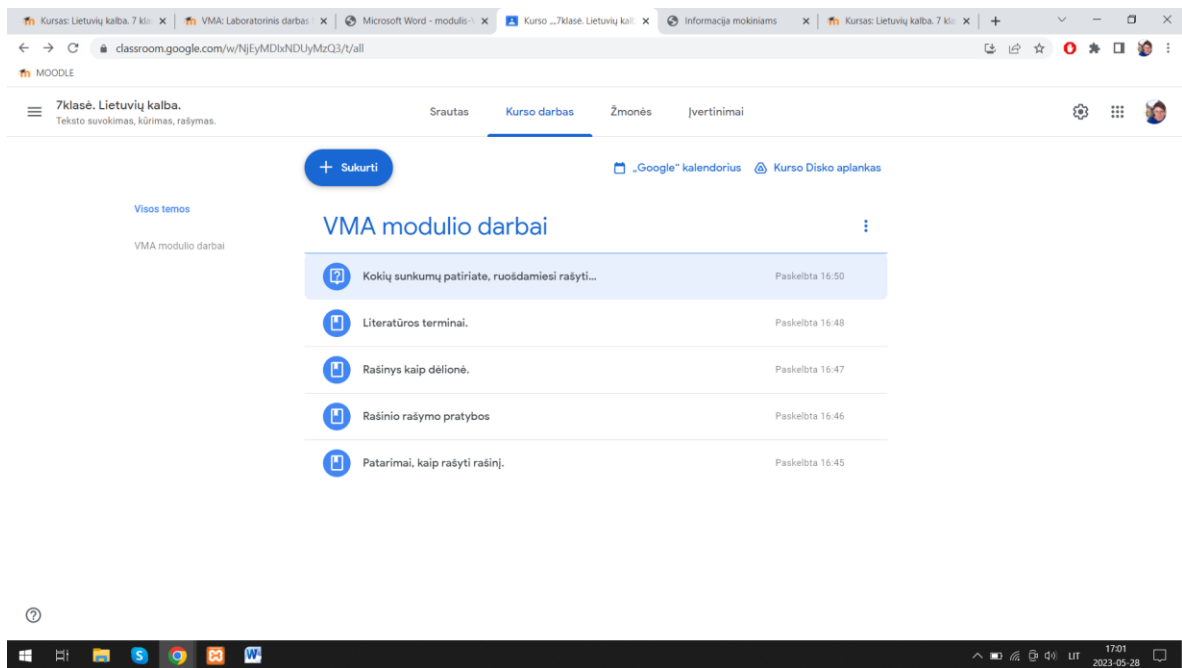 Kursas: Lietuvių kalba. 7 kla
VMA: Laboratorinis darbas
Microsoft Word - modulis-V
Kurso „7klasė. Lietuvių kalb
Informacija mokiniams
Kursas: Lietuvių kalba. 7 kla
classroom.google.com/w/NjEyMDIxNDUyMzQ3/t/all
MOODLE
7klasė. Lietuvių kalba.
Teksto suvokimas, kūrimas, rašymas.
Srautas
Kurso darbas
Žmonės
Įvertinimai
Sukurti
„Google“ kalendorius
Kurso Disko aplankas
Visos temos
VMA modulio darbai
VMA modulio darbai
Kokių sunkumų patiriate, ruošdamiesi rašyti... Paskelbta 16:50
Literatūros terminai. Paskelbta 16:48
Rašinys kaip dėlionė. Paskelbta 16:47
Rašinio rašymo pratybos Paskelbta 16:46
Patarimai, kaip rašyti rašinį. Paskelbta 16:45
LIT
17:01
2023-05-28